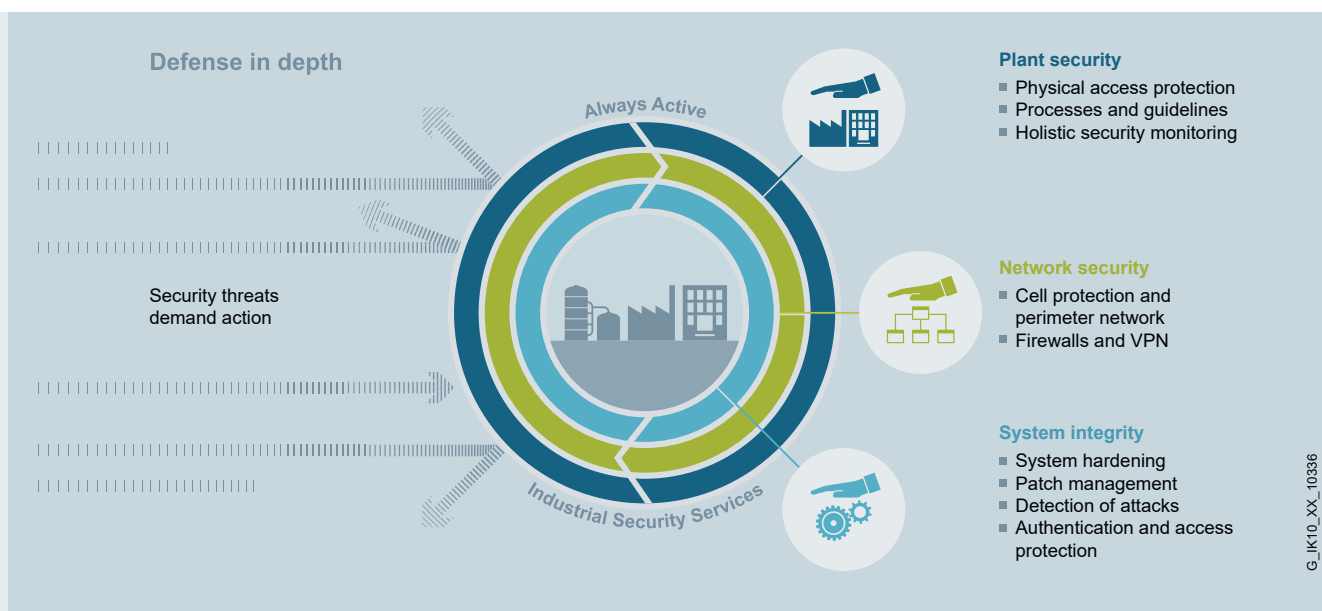 Defense in depth
Always Active
Security threats
demand action
Industrial Security Services
Plant security
Physical access protection
Processes and guidelines
Holistic security monitoring
Network security
Cell protection and
perimeter network
Firewalls and VPN
System integrity
System hardening
Patch management
Detection of attacks
Authentication and access
protection
G_IK10_XX_10336